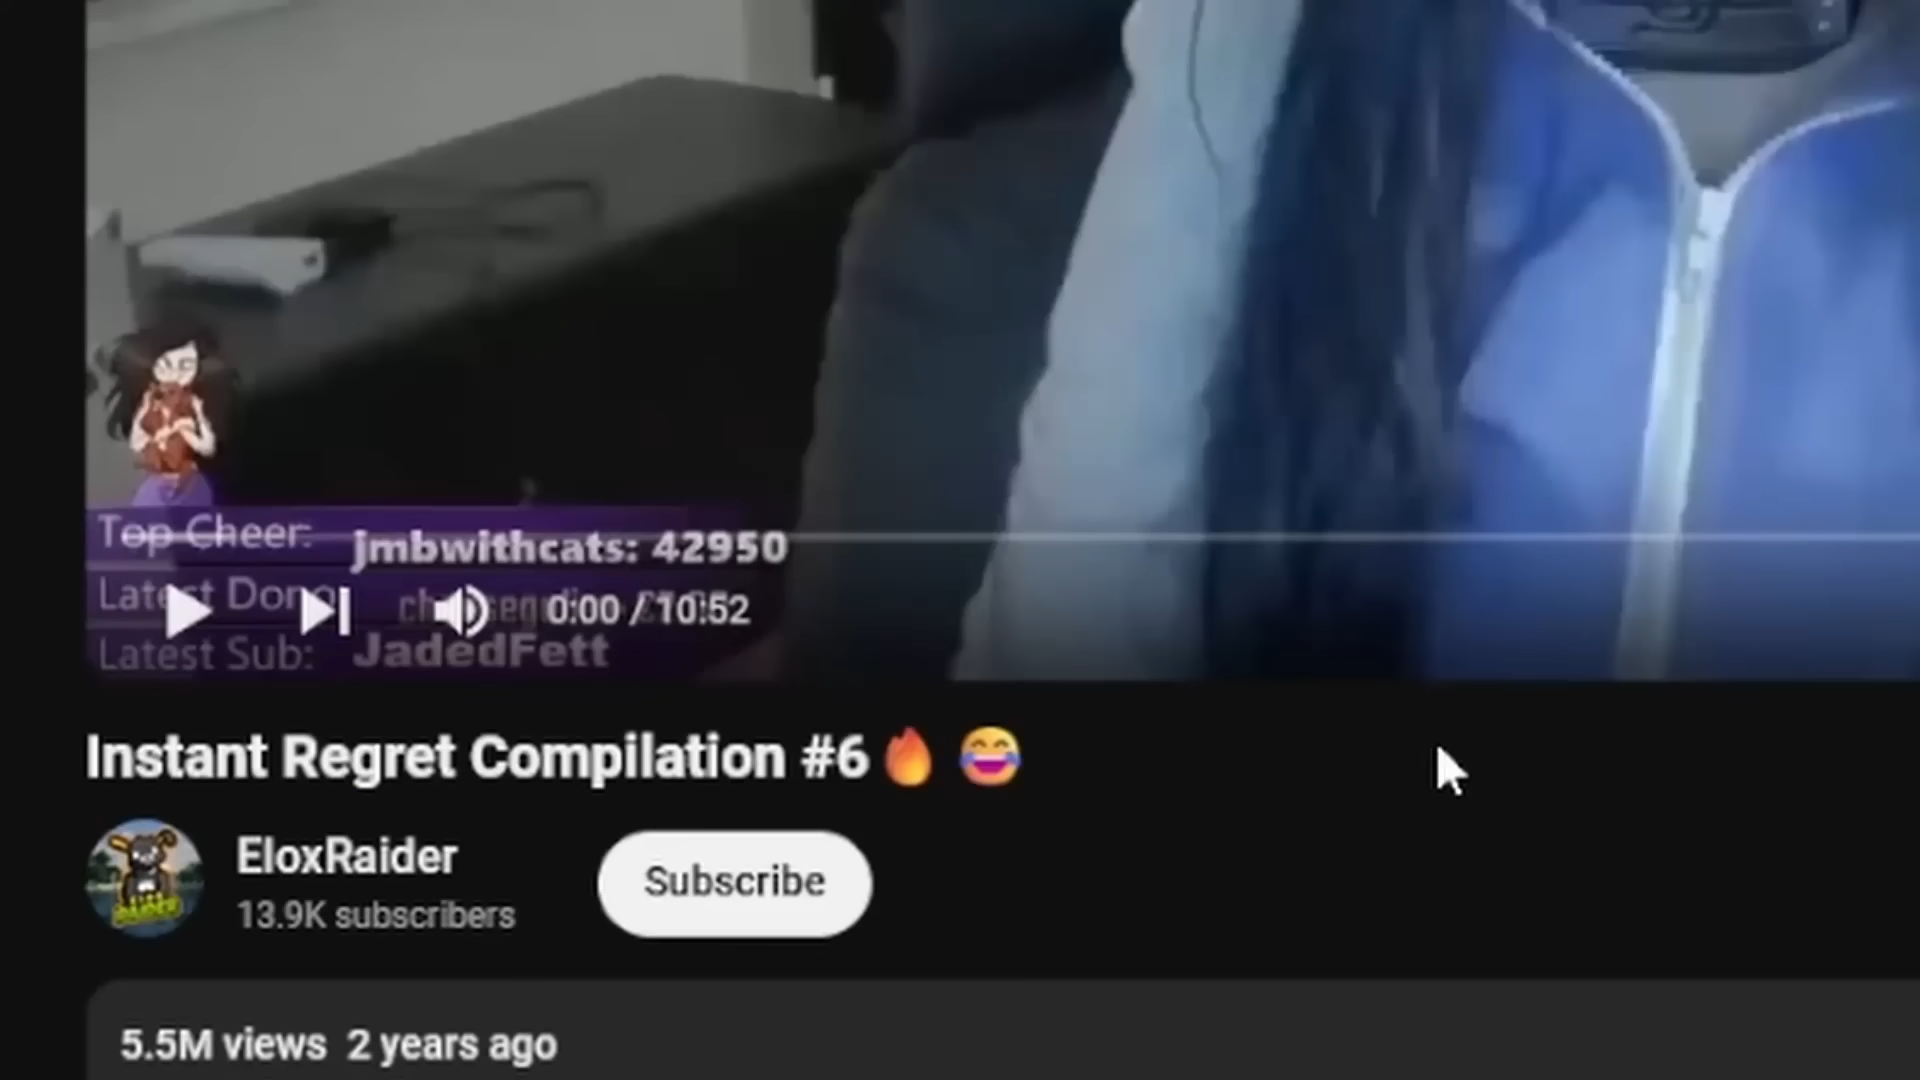 Top Cheer: jmbwithcats: 42950
Latest Dono
0:00 / 10:52
Latest Sub: JadedFett
Instant Regret Compilation #6 🔥 😂
EloxRaider
13.9K subscribers
Subscribe
5.5M views 2 years ago